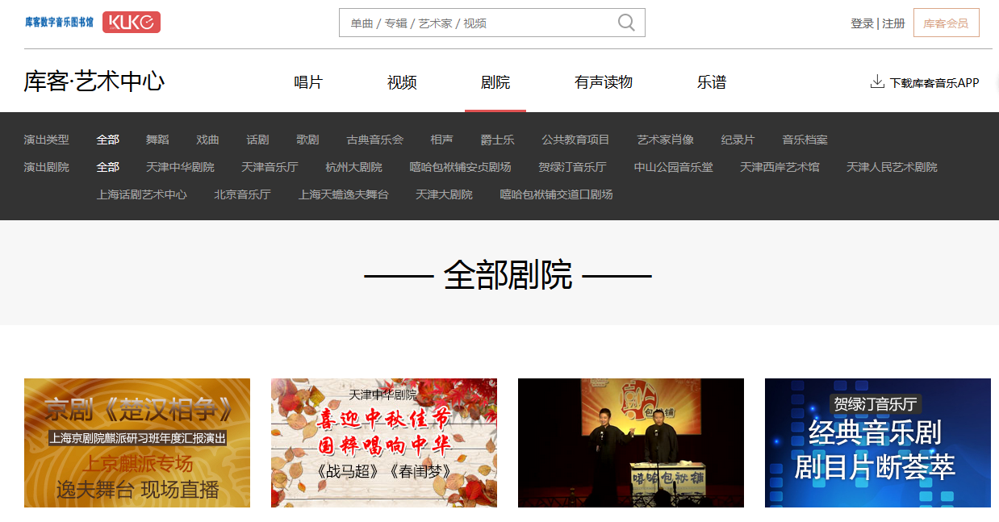 库客数字音乐图书馆 KUKE
单曲 / 专辑 / 艺术家 / 视频
登录 | 注册 库客会员
库客·艺术中心 唱片 视频 剧院 有声读物 乐谱 下载库客音乐APP
演出类型 全部 舞蹈 戏曲 话剧 歌剧 古典音乐会 相声 爵士乐 公共教育项目 艺术家肖像 纪录片 音乐档案
演出剧院 全部 天津中华剧院 天津音乐厅 杭州大剧院 嘻哈包袱铺安贞剧场 贺绿汀音乐厅 中山公园音乐堂 天津西岸艺术馆 天津人民艺术剧院
上海话剧艺术中心 北京音乐厅 上海天蟾逸夫舞台 天津大剧院 嘻哈包袱铺交道口剧场
—— 全部剧院 ——
京剧《楚汉相争》
上海京剧院麒派研习班年度汇报演出
上京麒派专场
逸夫舞台 现场直播
天津中华剧院
喜迎中秋佳节
国粹唱响中华
《战马超》《春闺梦》
包袱铺
嘻哈包袱铺
贺绿汀音乐厅
经典音乐剧
剧目片断荟萃